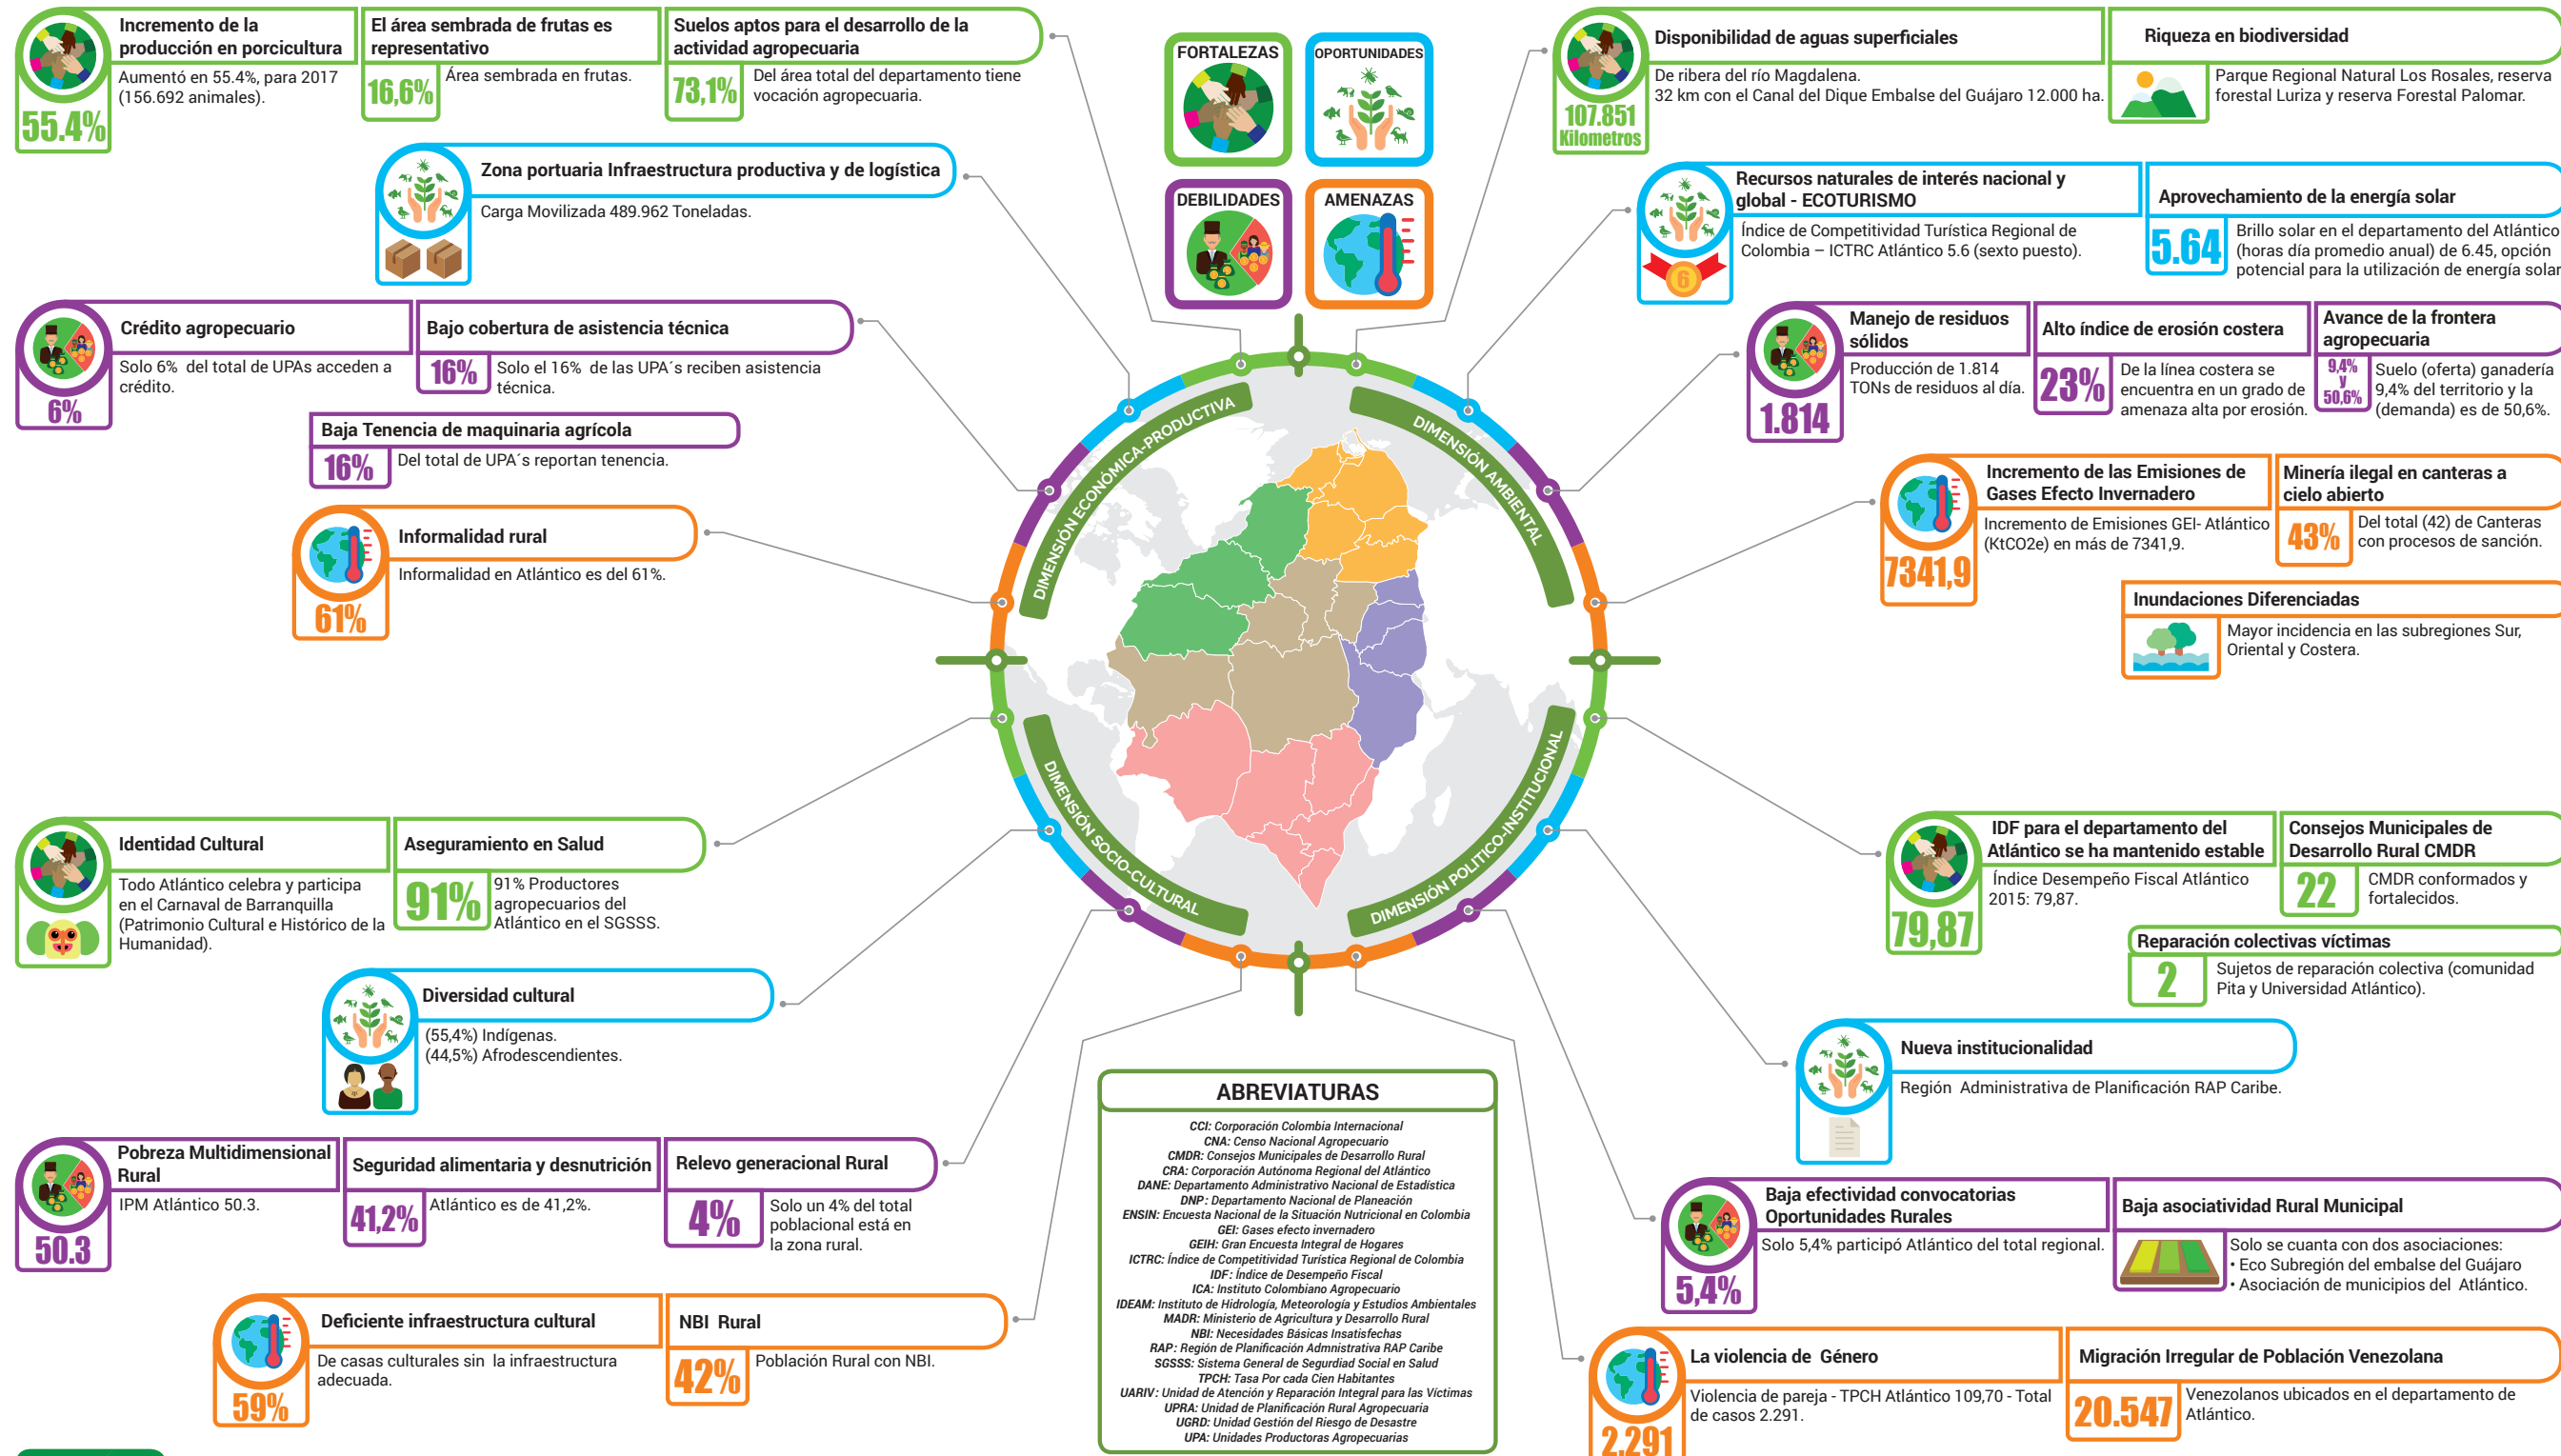 Incremento de la
producción en porcicultura
Aumentó en 55.4%, para 2017
(156.692 animales).
55.4%
El área sembrada de frutas es
representativo
16,6%
Área sembrada en frutas.
Suelos aptos para el desarrollo de la
actividad agropecuaria
73,1%
Del área total del departamento tiene
vocación agropecuaria.
Zona portuaria Infraestructura productiva y de logística
Carga Movilizada 489.962 Toneladas.
Crédito agropecuario
Solo 6% del total de UPAs acceden a
crédito.
6%
Bajo cobertura de asistencia técnica
16%
Solo el 16% de las UPA´s reciben asistencia
técnica.
Baja Tenencia de maquinaria agrícola
16%
Del total de UPA´s reportan tenencia.
Informalidad rural
Informalidad en Atlántico es del 61%.
61%
FORTALEZAS
OPORTUNIDADES
DEBILIDADES
AMENAZAS
Disponibilidad de aguas superficiales
De ribera del río Magdalena.
32 km con el Canal del Dique Embalse del Guájaro 12.000 ha.
107.851
Kilometros
Riqueza en biodiversidad
Parque Regional Natural Los Rosales, reserva
forestal Luriza y reserva Forestal Palomar.
Recursos naturales de interés nacional y
global - ECOTURISMO
Índice de Competitividad Turística Regional de
Colombia – ICTRC Atlántico 5.6 (sexto puesto).
6
Aprovechamiento de la energía solar
5.64
Brillo solar en el departamento del Atlántico
(horas día promedio anual) de 6.45, opción
potencial para la utilización de energía solar
Manejo de residuos
sólidos
Producción de 1.814
TONs de residuos al día.
1.814
Alto índice de erosión costera
23%
De la línea costera se
encuentra en un grado de
amenaza alta por erosión.
Avance de la frontera
agropecuaria
9,4%
y
50,6%
Suelo (oferta) ganadería
9,4% del territorio y la
(demanda) es de 50,6%.
Incremento de las Emisiones de
Gases Efecto Invernadero
Incremento de Emisiones GEI- Atlántico
(KtCO2e) en más de 7341,9.
7341,9
Minería ilegal en canteras a
cielo abierto
43%
Del total (42) de Canteras
con procesos de sanción.
Inundaciones Diferenciadas
Mayor incidencia en las subregiones Sur,
Oriental y Costera.
DIMENSIÓN ECONÓMICA-PRODUCTIVA
DIMENSIÓN AMBIENTAL
DIMENSIÓN SOCIO-CULTURAL
DIMENSIÓN POLITICO-INSTITUCIONAL
Identidad Cultural
Todo Atlántico celebra y participa
en el Carnaval de Barranquilla
(Patrimonio Cultural e Histórico de la
Humanidad).
Aseguramiento en Salud
91%
91% Productores
agropecuarios del
Atlántico en el SGSSS.
Diversidad cultural
(55,4%) Indígenas.
(44,5%) Afrodescendientes.
Pobreza Multidimensional
Rural
IPM Atlántico 50.3.
50.3
Seguridad alimentaria y desnutrición
41,2%
Atlántico es de 41,2%.
Relevo generacional Rural
4%
Solo un 4% del total
poblacional está en
la zona rural.
Deficiente infraestructura cultural
De casas culturales sin la infraestructura
adecuada.
59%
NBI Rural
42%
Población Rural con NBI.
ABREVIATURAS
CCI: Corporación Colombia Internacional
CNA: Censo Nacional Agropecuario
CMDR: Consejos Municipales de Desarrollo Rural
CRA: Corporación Autónoma Regional del Atlántico
DANE: Departamento Administrativo Nacional de Estadística
DNP: Departamento Nacional de Planeación
ENSIN: Encuesta Nacional de la Situación Nutricional en Colombia
GEI: Gases efecto invernadero
GEIH: Gran Encuesta Integral de Hogares
ICTRC: Índice de Competitividad Turística Regional de Colombia
IDF: Índice de Desempeño Fiscal
ICA: Instituto Colombiano Agropecuario
IDEAM: Instituto de Hidrología, Meteorología y Estudios Ambientales
MADR: Ministerio de Agricultura y Desarrollo Rural
NBI: Necesidades Básicas Insatisfechas
RAP: Región de Planificación Admnistrativa RAP Caribe
SGSSS: Sistema General de Segurdiad Social en Salud
TPCH: Tasa Por cada Cien Habitantes
UARIV: Unidad de Atención y Reparación Integral para las Víctimas
UPRA: Unidad de Planificación Rural Agropecuaria
UGRD: Unidad Gestión del Riesgo de Desastre
UPA: Unidades Productoras Agropecuarias
IDF para el departamento del
Atlántico se ha mantenido estable
Índice Desempeño Fiscal Atlántico
2015: 79,87.
79,87
Consejos Municipales de
Desarrollo Rural CMDR
22
CMDR conformados y
fortalecidos.
Reparación colectivas víctimas
2
Sujetos de reparación colectiva (comunidad
Pita y Universidad Atlántico).
Nueva institucionalidad
Región Administrativa de Planificación RAP Caribe.
Baja efectividad convocatorias
Oportunidades Rurales
Solo 5,4% participó Atlántico del total regional.
5,4%
Baja asociatividad Rural Municipal
Solo se cuanta con dos asociaciones:
• Eco Subregión del embalse del Guájaro
• Asociación de municipios del Atlántico.
La violencia de Género
Violencia de pareja - TPCH Atlántico 109,70 - Total
de casos 2.291.
2.291
Migración Irregular de Población Venezolana
20.547
Venezolanos ubicados en el departamento de
Atlántico.